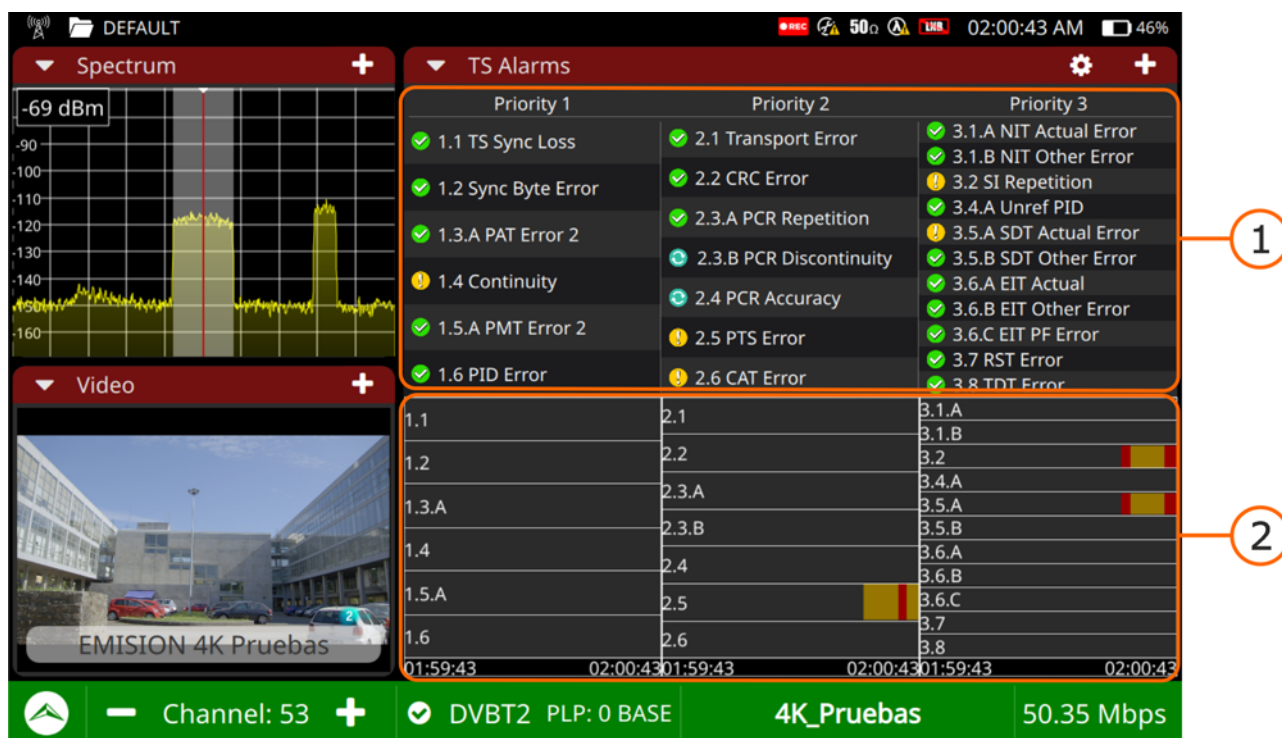 DEFAULT
REC 50Ω LNB 02:00:43 AM 46%
Spectrum
-69 dBm
-90
-100
-110
-120
-130
-140
-150
-160
Video
2
EMISION 4K Pruebas
TS Alarms
Priority 1
1.1 TS Sync Loss
1.2 Sync Byte Error
1.3.A PAT Error 2
1.4 Continuity
1.5.A PMT Error 2
1.6 PID Error
Priority 2
2.1 Transport Error
2.2 CRC Error
2.3.A PCR Repetition
2.3.B PCR Discontinuity
2.4 PCR Accuracy
2.5 PTS Error
2.6 CAT Error
Priority 3
3.1.A NIT Actual Error
3.1.B NIT Other Error
3.2 SI Repetition
3.4.A Unref PID
3.5.A SDT Actual Error
3.5.B SDT Other Error
3.6.A EIT Actual
3.6.B EIT Other Error
3.6.C EIT PF Error
3.7 RST Error
3.8 TDT Error
1
1.1
1.2
1.3.A
1.4
1.5.A
1.6
01:59:43 02:00:43
2.1
2.2
2.3.A
2.3.B
2.4
2.5
2.6
01:59:43 02:00:43
3.1.A
3.1.B
3.2
3.4.A
3.5.A
3.5.B
3.6.A
3.6.B
3.6.C
3.7
3.8
01:59:43 02:00:43
2
Channel: 53
DVBT2 PLP: 0 BASE
4K_Pruebas
50.35 Mbps